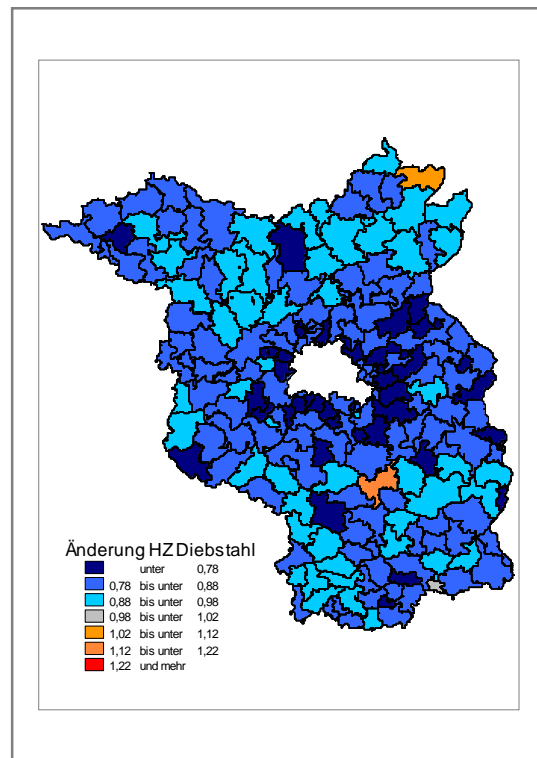 Änderung HZ Diebstahl
unter 0,78
0,78 bis unter 0,88
0,88 bis unter 0,98
0,98 bis unter 1,02
1,02 bis unter 1,12
1,12 bis unter 1,22
1,22 und mehr